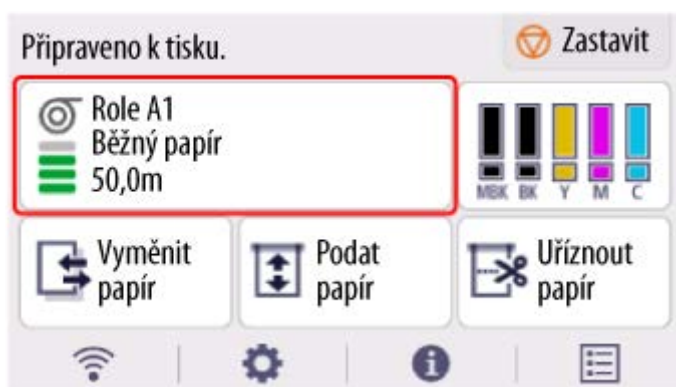 Připraveno k tisku.
Zastavit
Role A1
Běžný papír
50,0m
MBK BK Y M C
Vyměnit
papír
Podat
papír
Uříznout
papír